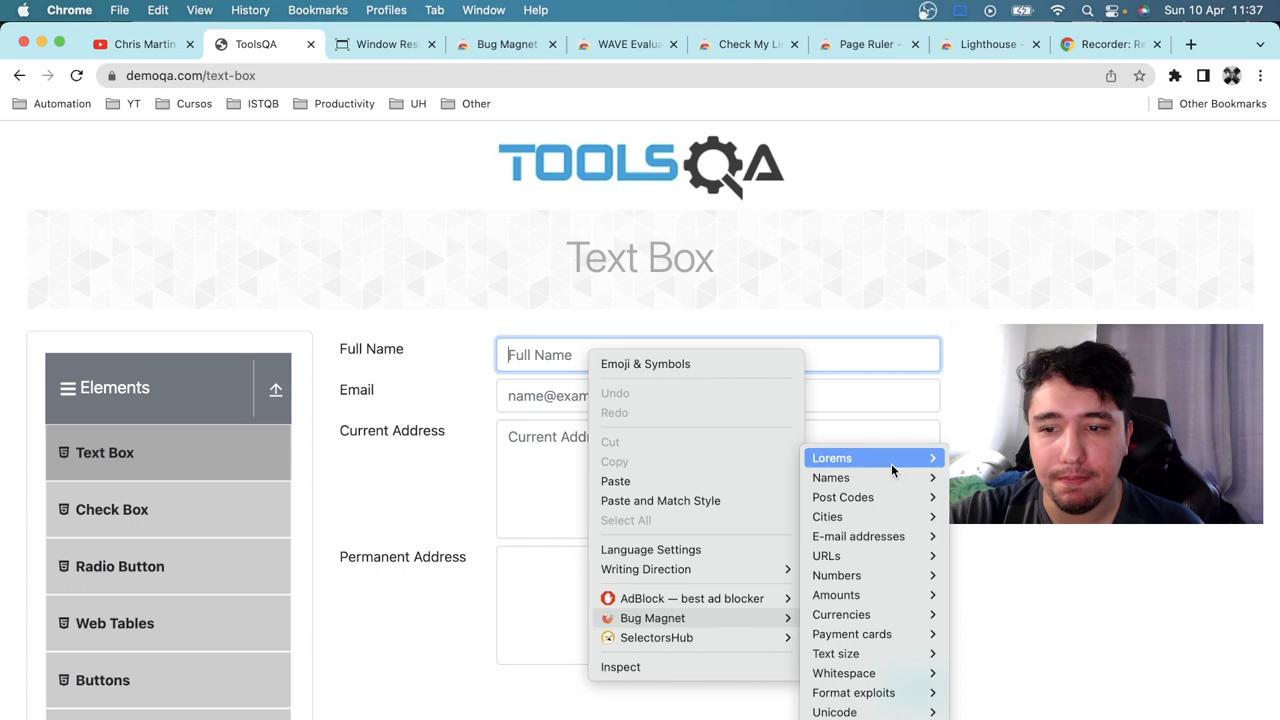 Chrome File Edit View History Bookmarks Profiles Tab Window Help Sun 10 Apr 11:37
Chris Martin ToolsQA Window Res Bug Magnet WAVE Evalua Check My Li Page Ruler - Lighthouse - Recorder: Re
demoqa.com/text-box
Automation YT Cursos ISTQB Productivity UH Other Other Bookmarks
TOOLSQA
Text Box
Elements
Text Box
Check Box
Radio Button
Web Tables
Buttons
Full Name Full Name
Email name@exam
Current Address Current Addr
Permanent Address
Emoji & Symbols
Undo
Redo
Cut
Copy
Paste
Paste and Match Style
Select All
Language Settings
Writing Direction
AdBlock — best ad blocker
Bug Magnet
SelectorsHub
Inspect
Lorems
Names
Post Codes
Cities
E-mail addresses
URLs
Numbers
Amounts
Currencies
Payment cards
Text size
Whitespace
Format exploits
Unicode